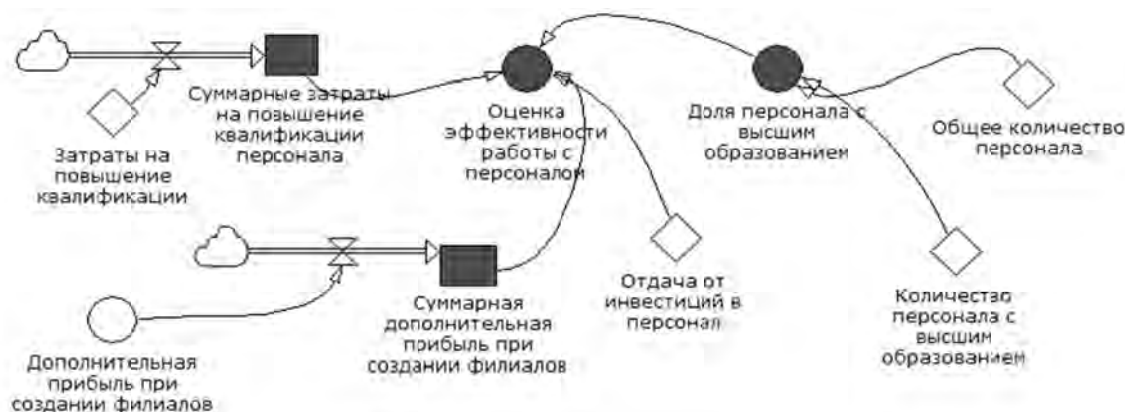 Суммарные затраты
на повышение
квалификации
персонала
Оценка
эффективности
работы с
персоналом
Доля персонала с
высшим
образованием
Общее количество
персонала
Затраты на
повышение
квалификации
Суммарная
дополнительная
прибыль при
создании филиалов
Отдача от
инвестиций в
персонал
Количество
персонала с
высшим
образованием
Дополнительная
прибыль при
создании филиалов